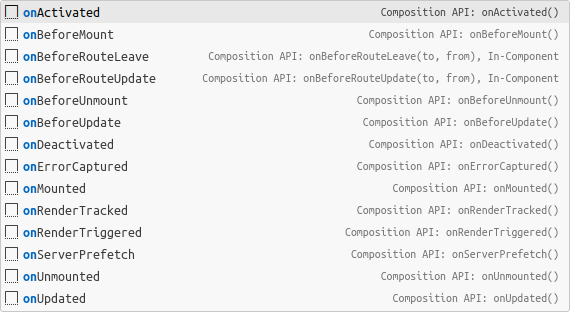 onActivated Composition API: onActivated()
onBeforeMount Composition API: onBeforeMount()
onBeforeRouteLeave Composition API: onBeforeRouteLeave(to, from), In-Component
onBeforeRouteUpdate Composition API: onBeforeRouteUpdate(to, from), In-Component
onBeforeUnmount Composition API: onBeforeUnmount()
onBeforeUpdate Composition API: onBeforeUpdate()
onDeactivated Composition API: onDeactivated()
onErrorCaptured Composition API: onErrorCaptured()
onMounted Composition API: onMounted()
onRenderTracked Composition API: onRenderTracked()
onRenderTriggered Composition API: onRenderTriggered()
onServerPrefetch Composition API: onServerPrefetch()
onUnmounted Composition API: onUnmounted()
onUpdated Composition API: onUpdated()